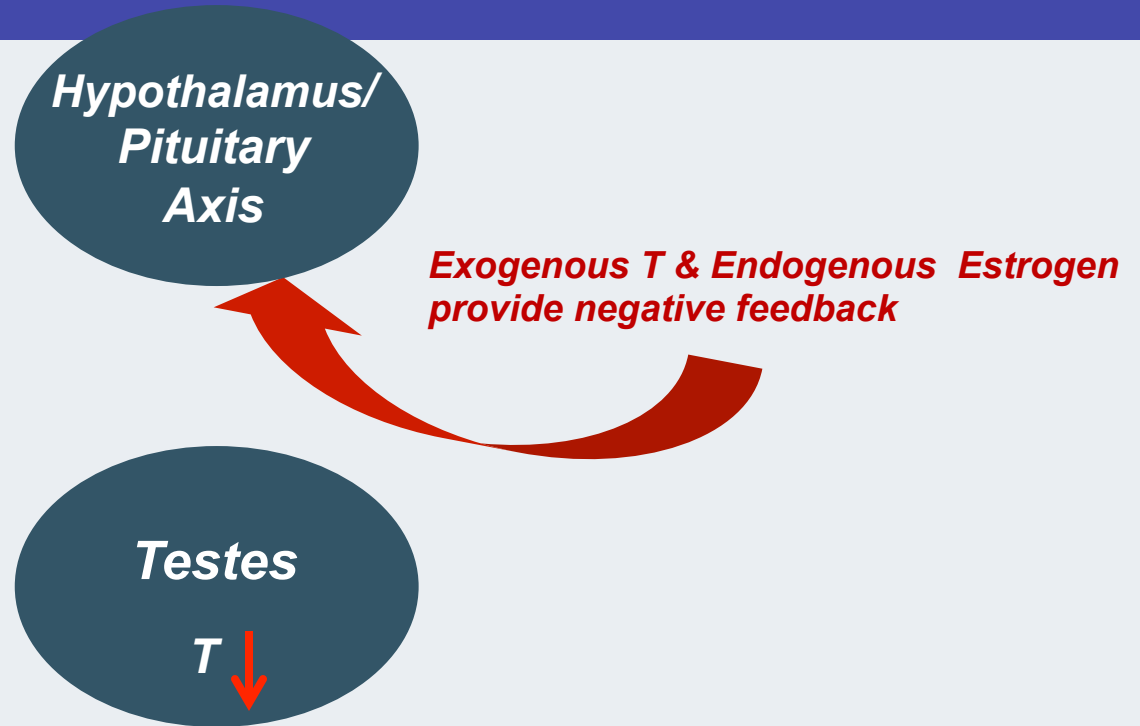 Hypothalamus/
Pituitary
Axis
Exogenous T & Endogenous Estrogen
provide negative feedback
Testes
T